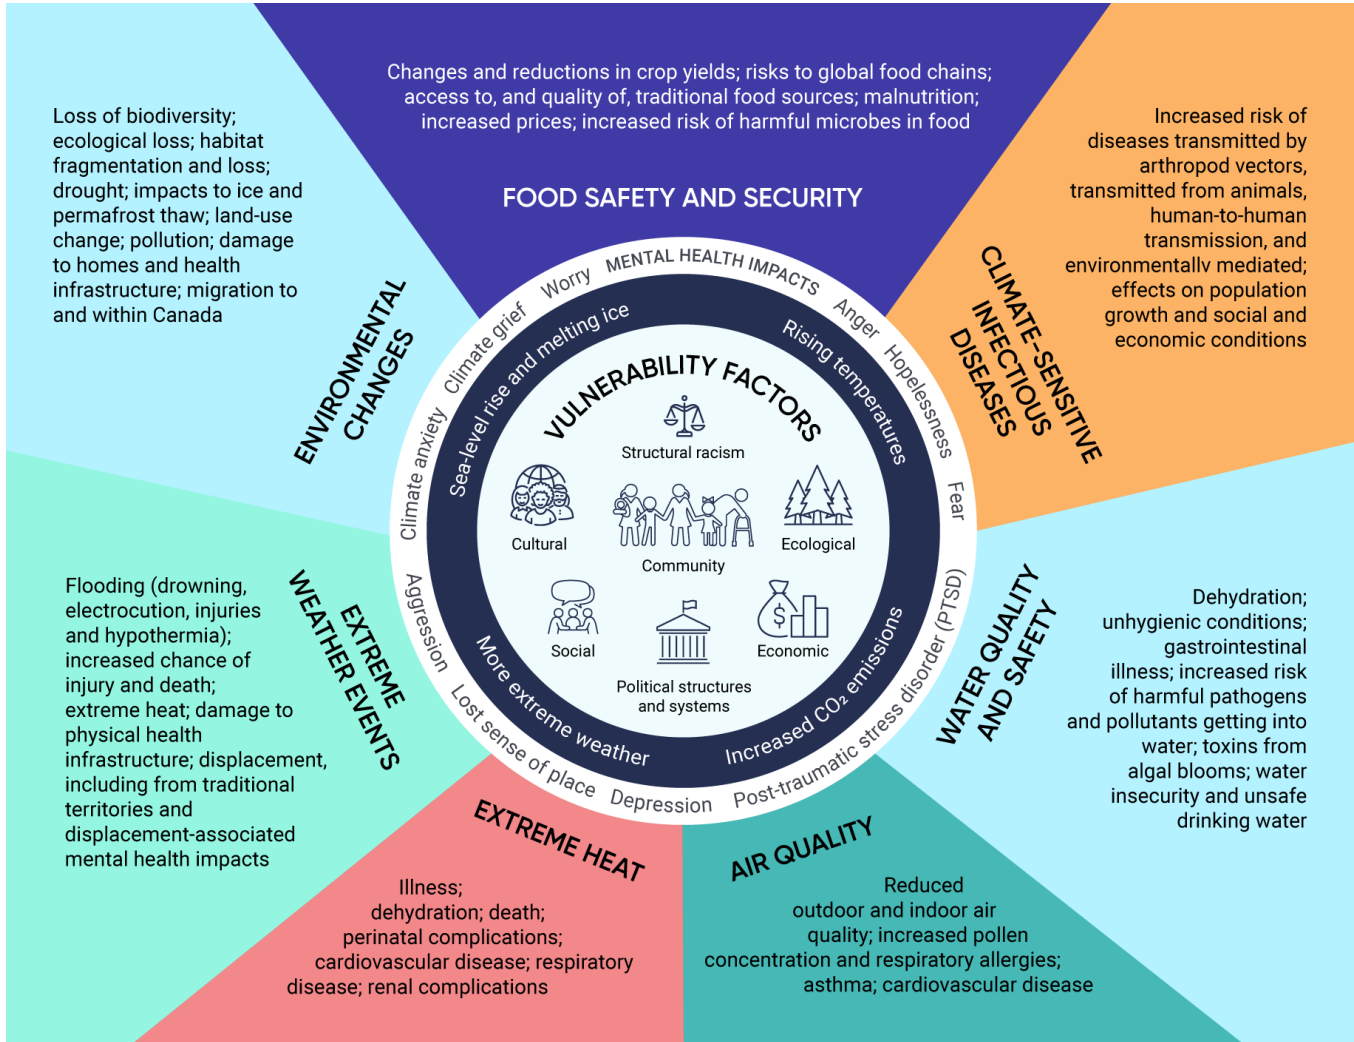 Changes and reductions in crop yields; risks to global food chains;
access to, and quality of, traditional food sources; malnutrition;
increased prices; increased risk of harmful microbes in food
FOOD SAFETY AND SECURITY
Loss of biodiversity;
ecological loss; habitat
fragmentation and loss;
drought; impacts to ice and
permafrost thaw; land-use
change; pollution; damage
to homes and health
infrastructure; migration to
and within Canada
ENVIRONMENTAL
CHANGES
Increased risk of
diseases transmitted by
arthropod vectors,
transmitted from animals,
human-to-human
transmission, and
environmentally mediated;
effects on population
growth and social and
economic conditions
CLIMATE-SENSITIVE
INFECTIOUS
DISEASES
MENTAL HEALTH IMPACTS
Anger
Hopelessness
Fear
Post-traumatic stress disorder (PTSD)
Depression
Lost sense of place
Aggression
Climate anxiety
Climate grief
Worry
Sea-level rise and melting ice
Rising temperatures
Increased CO₂ emissions
More extreme weather
VULNERABILITY FACTORS
Structural racism
Cultural
Community
Ecological
Social
Political structures
and systems
Economic
$
Flooding (drowning,
electrocution, injuries
and hypothermia);
increased chance of
injury and death;
extreme heat; damage to
physical health
infrastructure; displacement,
including from traditional
territories and
displacement-associated
mental health impacts
EXTREME
WEATHER EVENTS
Dehydration;
unhygienic conditions;
gastrointestinal
illness; increased risk
of harmful pathogens
and pollutants getting into
water; toxins from
algal blooms; water
insecurity and unsafe
drinking water
WATER QUALITY
AND SAFETY
EXTREME HEAT
Illness;
dehydration; death;
perinatal complications;
cardiovascular disease; respiratory
disease; renal complications
AIR QUALITY
Reduced
outdoor and indoor air
quality; increased pollen
concentration and respiratory allergies;
asthma; cardiovascular disease